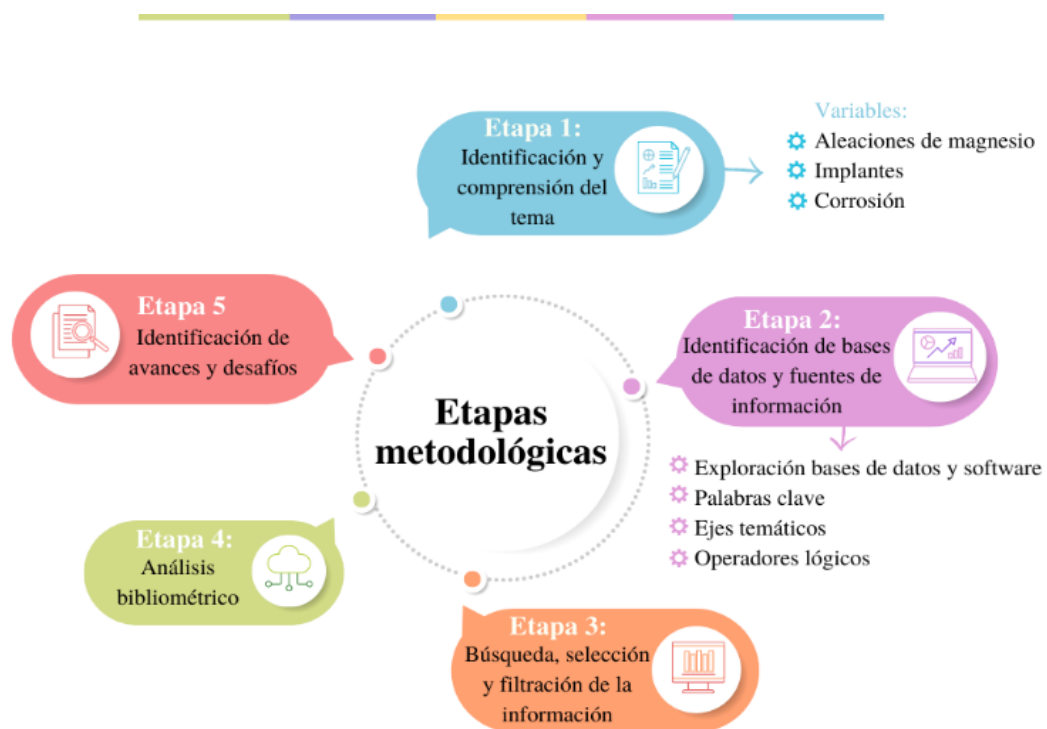 Etapa 1:
Identificación y
comprensión del
tema
Variables:
Aleaciones de magnesio
Implantes
Corrosión
Etapa 2:
Identificación de bases
de datos y fuentes de
información
Exploración bases de datos y software
Palabras clave
Ejes temáticos
Operadores lógicos
Etapa 3:
Búsqueda, selección
y filtración de la
información
Etapa 4:
Análisis
bibliométrico
Etapa 5
Identificación de
avances y desafíos
Etapas
metodológicas